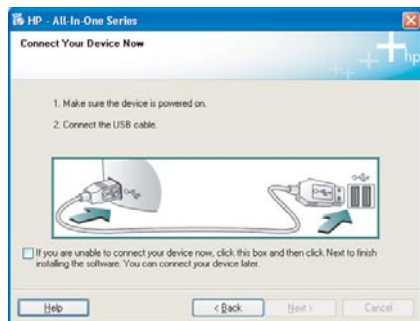 HP - All-In-One Series
Connect Your Device Now
hp
1. Make sure the device is powered on.
2. Connect the USB cable.
If you are unable to connect your device now, click this box and then click Next to finish
installing the software. You can connect your device later.
Help
< Back
Next >
Cancel